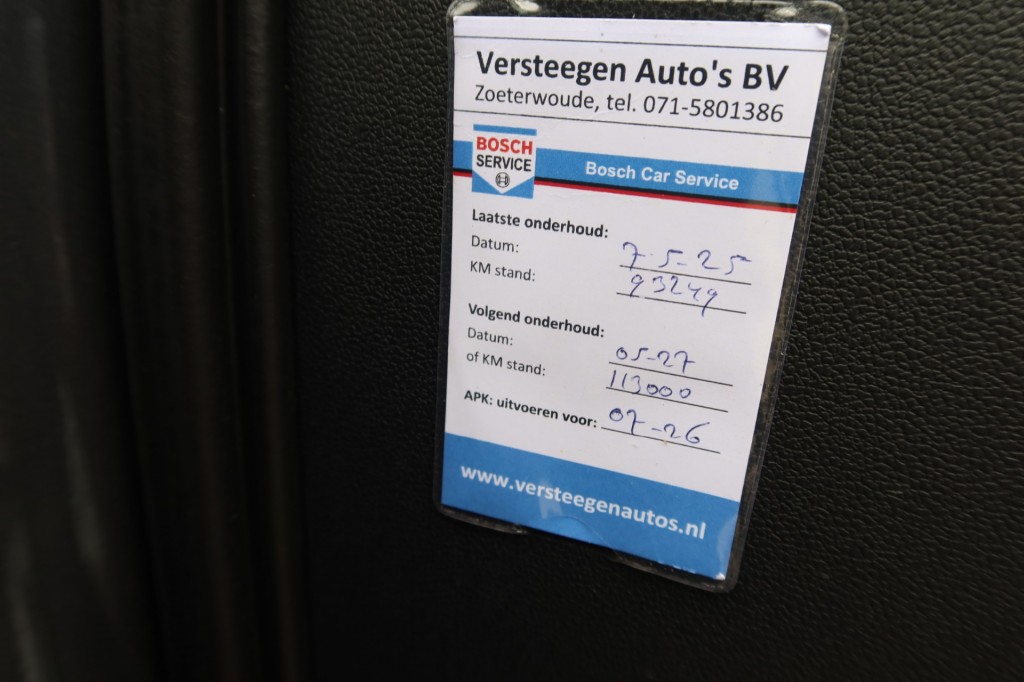 Versteegen Auto's BV
Zoeterwoude, tel. 071-5801386
BOSCH
SERVICE
Bosch Car Service
Laatste onderhoud:
Datum: 7-5-25
KM stand: 93249
Volgend onderhoud:
Datum: 05-27
of KM stand: 113000
APK: uitvoeren voor: 07-26
www.versteegenautos.nl